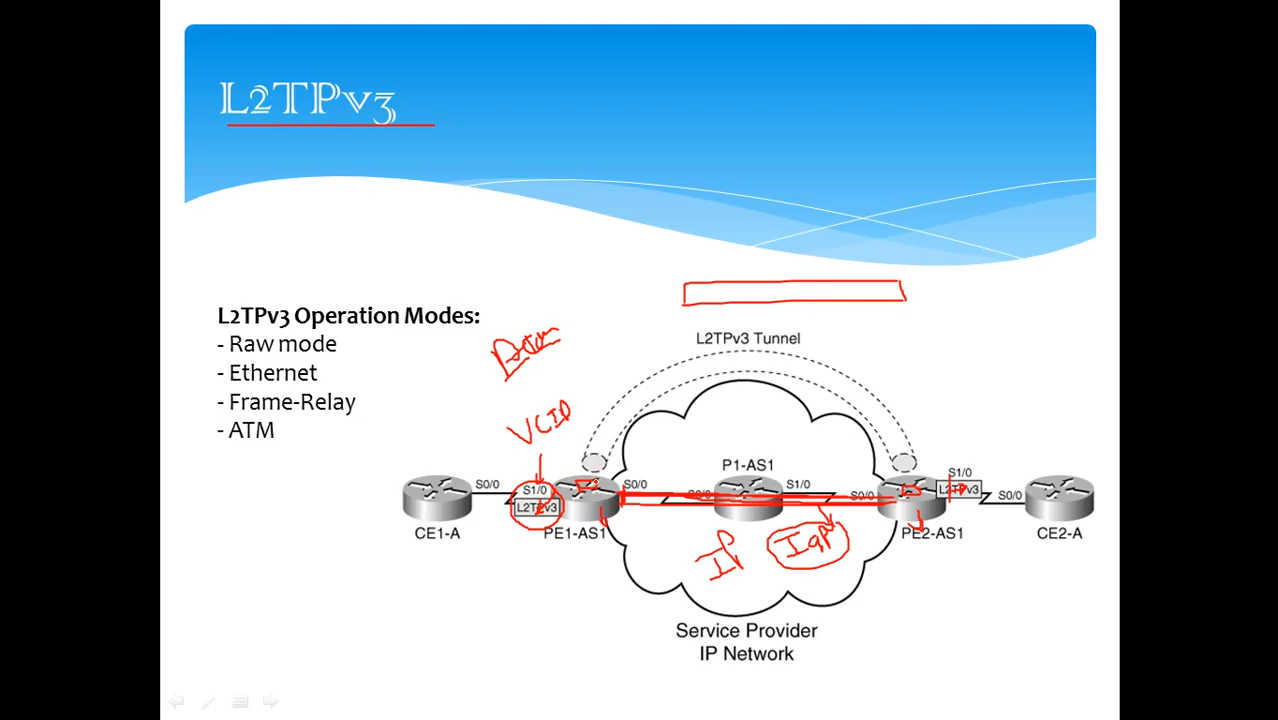 L2TPv3
L2TPv3 Operation Modes:
- Raw mode
- Ethernet
- Frame-Relay
- ATM
L2TPv3 Tunnel
VCID
P1-AS1
S1/0
S0/0
S1/0
S0/0
S0/0
S1/0
S0/0
S0/0
L2TPv3
L2TPv3
CE1-A
PE1-AS1
PE2-AS1
CE2-A
IP
IGP
Service Provider
IP Network